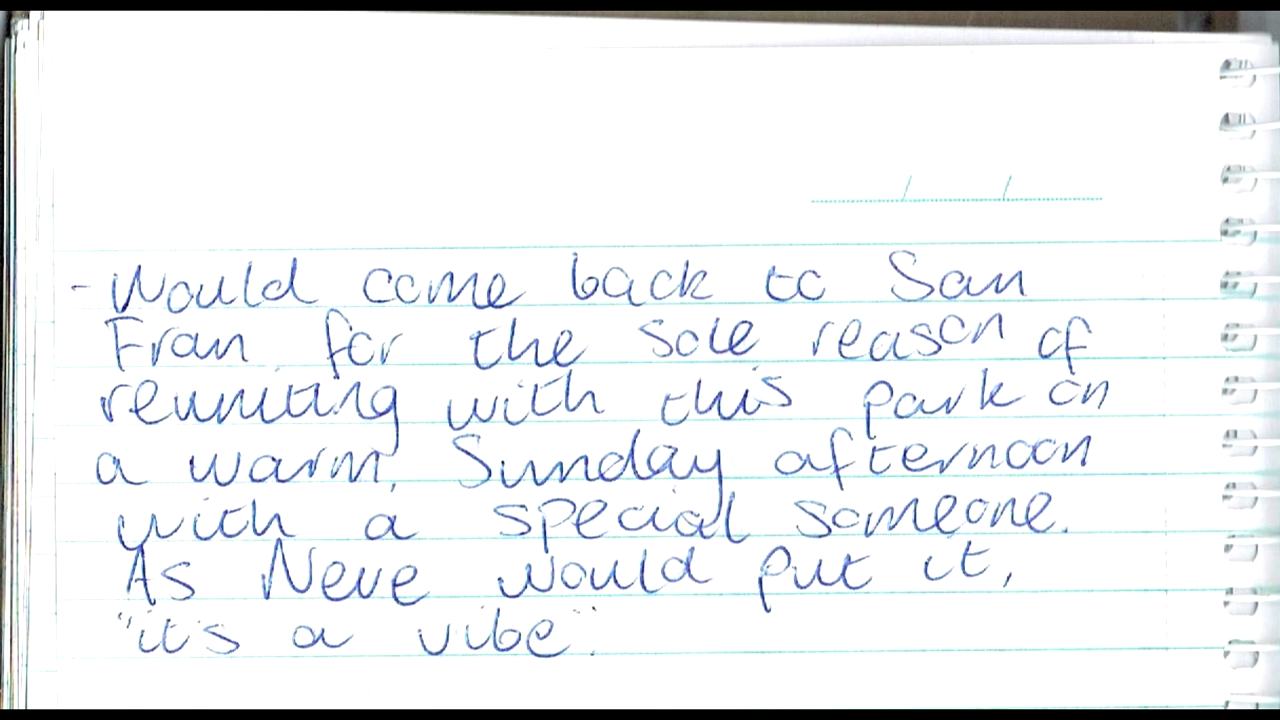 - Would come back to San
Fran for the sole reason of
reuniting with this park on
a warm, Sunday afternoon
with a special someone.
As Neve would put it,
"it's a vibe".